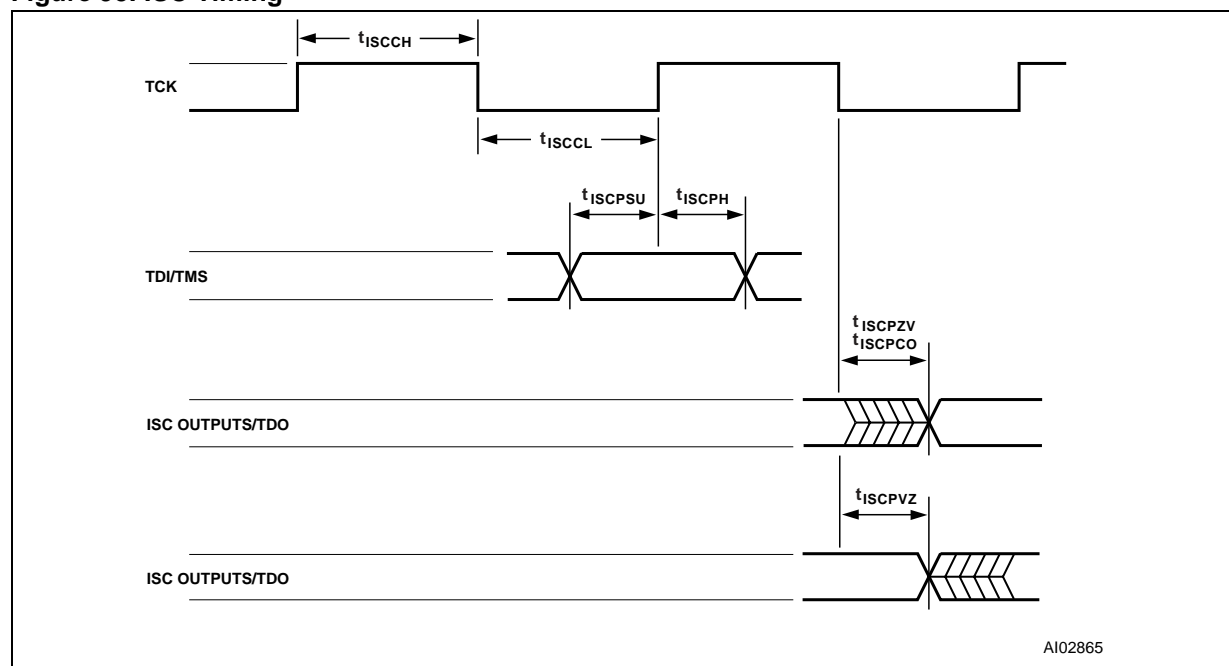 tISCCH
TCK
tISCCL
tISCPSU
tISCPH
TDI/TMS
tISCPZV
tISCPCO
ISC OUTPUTS/TDO
tISCPVZ
ISC OUTPUTS/TDO
AI02865